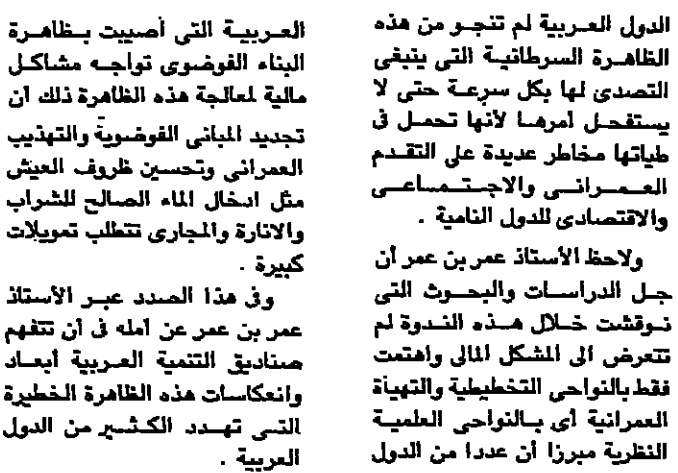 الدول العربية لم تنجو من هذه
الظاهرة السرطانية التى ينبغى
التصدى لها بكل سرعة حتى لا
يستفحل أمرها لأنها تحمل فى
طياتها مخاطر عديدة على التقدم
العمرانى والاجتماعى
والاقتصادى للدول النامية .
ولاحظ الأستاذ عمر بن عمر أن
جل الدراسات والبحوث التى
نوقشت خلال هذه الندوة لم
تتعرض الى المشكل المالى واهتمت
فقط بالنواحى التخطيطية والتهيأة
العمرانية أى بالنواحى العلمية
النظرية مبرزا أن عددا من الدول
العربية التى أصيبت بظاهرة
البناء الفوضوى تواجه مشاكل
مالية لمعالجة هذه الظاهرة ذلك أن
تجديد المبانى الفوضوية والتهذيب
العمرانى وتحسين ظروف العيش
مثل ادخال الماء الصالح للشراب
والانارة والمجارى تتطلب تمويلات
كبيرة .
وفى هذا الصدد عبر الأستاذ
عمر بن عمر عن أمله فى أن تتفهم
صناديق التنمية العربية أبعاد
وانعكاسات هذه الظاهرة الخطيرة
التى تهدد الكثير من الدول
العربية .